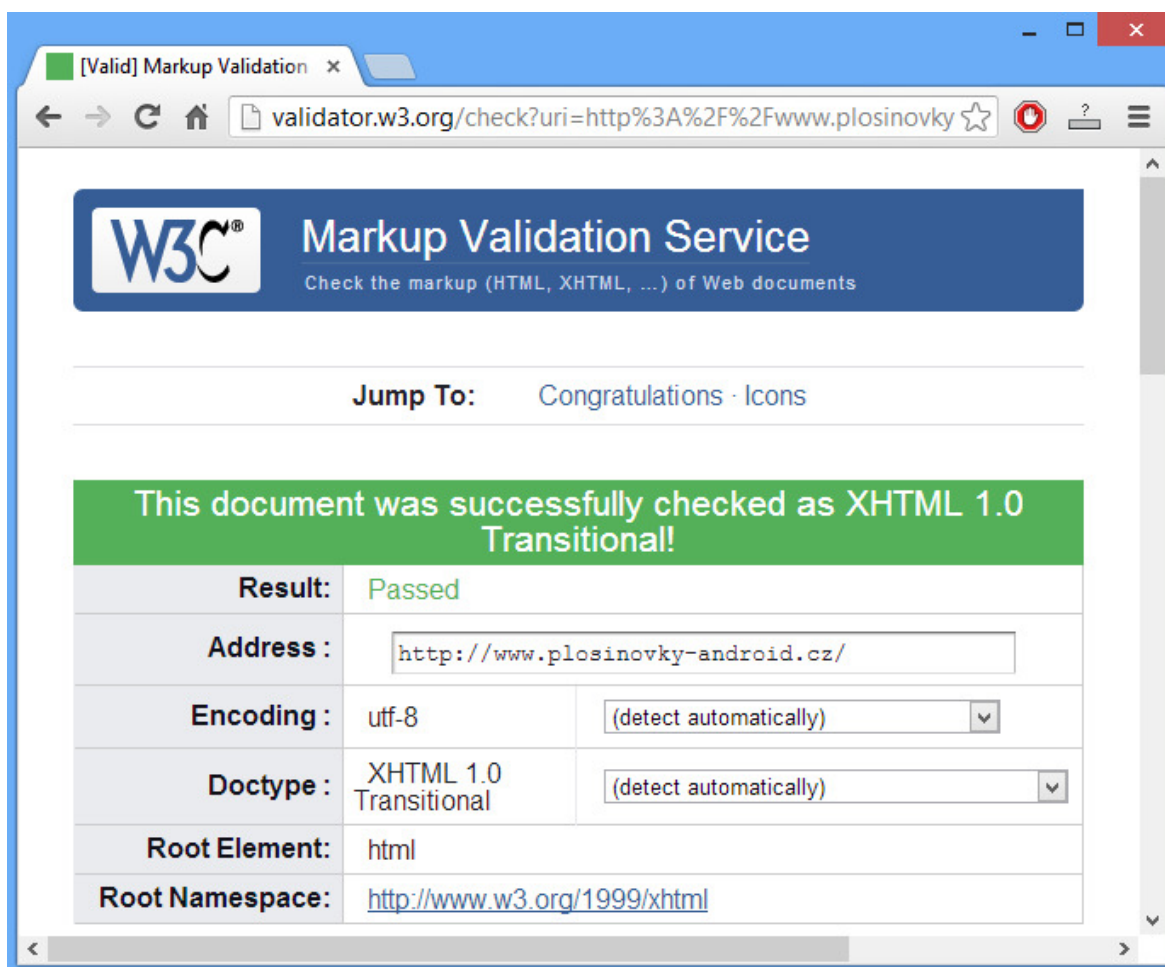 [Valid] Markup Validation
validator.w3.org/check?uri=http%3A%2F%2Fwww.plosinovky
?
W3C®
Markup Validation Service
Check the markup (HTML, XHTML, ...) of Web documents
Jump To: Congratulations · Icons
This document was successfully checked as XHTML 1.0
Transitional!
Result: Passed
Address : http://www.plosinovky-android.cz/
Encoding : utf-8 (detect automatically)
Doctype : XHTML 1.0
Transitional (detect automatically)
Root Element: html
Root Namespace: http://www.w3.org/1999/xhtml